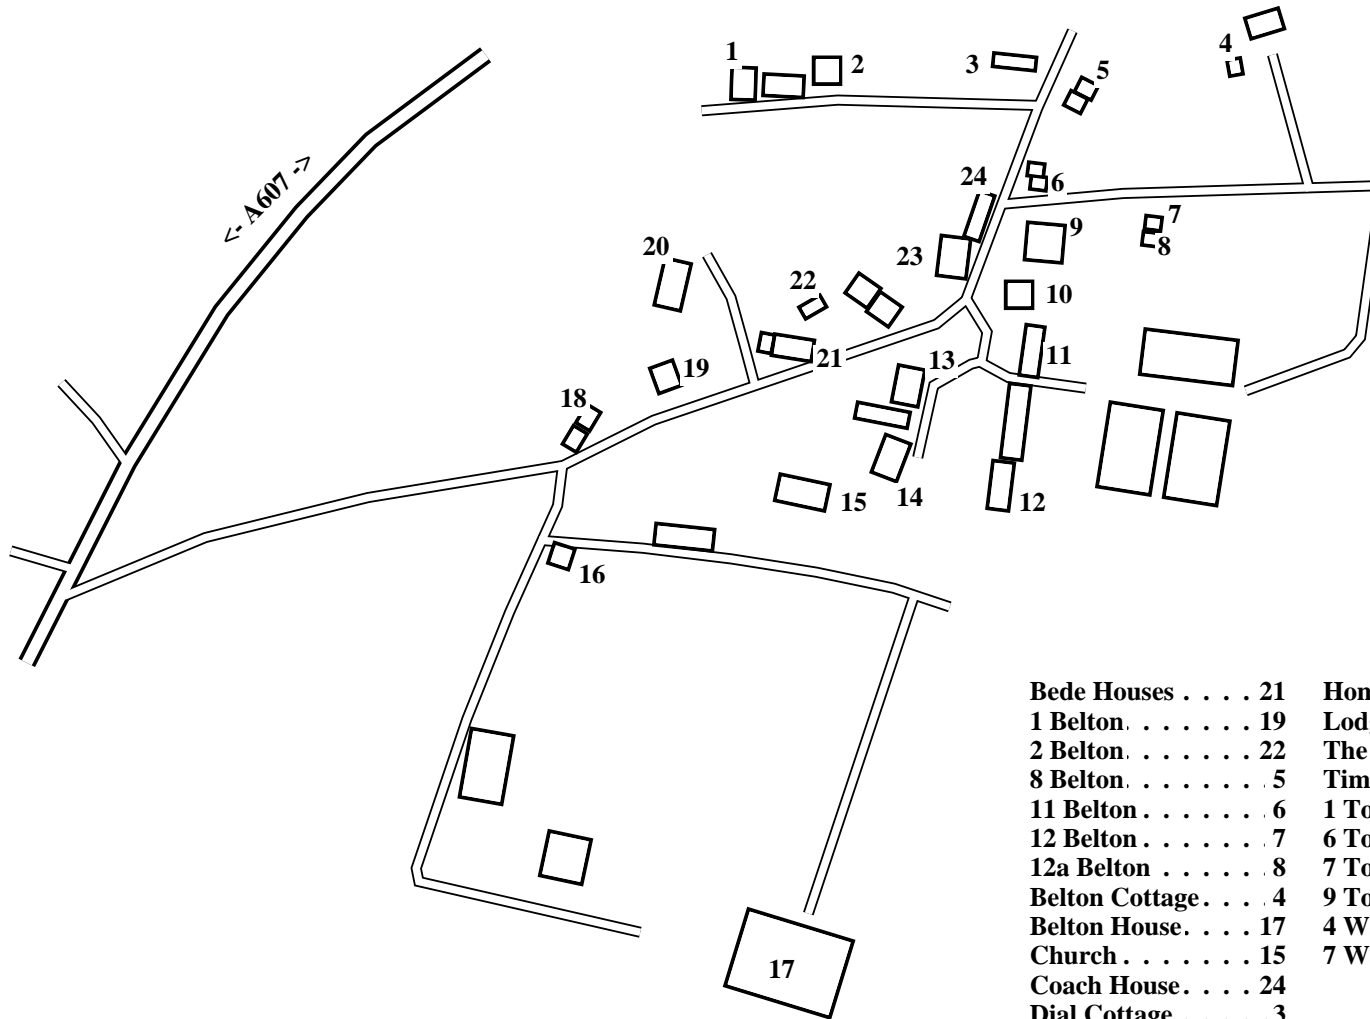 1
2
3
4
5
<- A607 ->
24
6
7
9
8
20
23
22
10
13
11
21
19
18
14
15
12
16
17
Bede Houses . . . . 21
1 Belton. . . . . . . 19
2 Belton. . . . . . . 22
8 Belton. . . . . . . . 5
11 Belton . . . . . . . 6
12 Belton . . . . . . . 7
12a Belton . . . . . . 8
Belton Cottage. . . . 4
Belton House. . . . 17
Church . . . . . . . 15
Coach House. . . . 24
Dial Cottage . . . . . 3
The
1 To
6 To
7 To
9 To
4 W
7 W